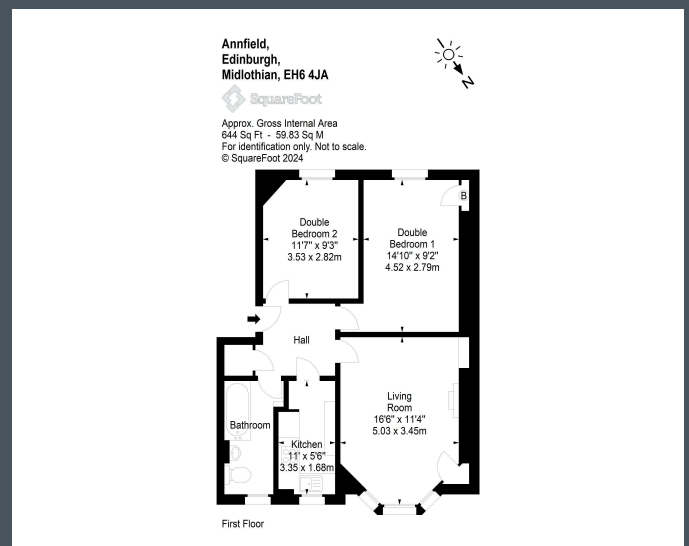 Annfield,
Edinburgh,
Midlothian, EH6 4JA
N
SquareFoot
Approx. Gross Internal Area
644 Sq Ft - 59.83 Sq M
For identification only. Not to scale.
© SquareFoot 2024
B
Double
Bedroom 2
11'7" x 9'3"
3.53 x 2.82m
Double
Bedroom 1
14'10" x 9'2"
4.52 x 2.79m
Hall
Living
Room
16'6" x 11'4"
5.03 x 3.45m
Bathroom
Kitchen
11' x 5'6"
3.35 x 1.68m
First Floor